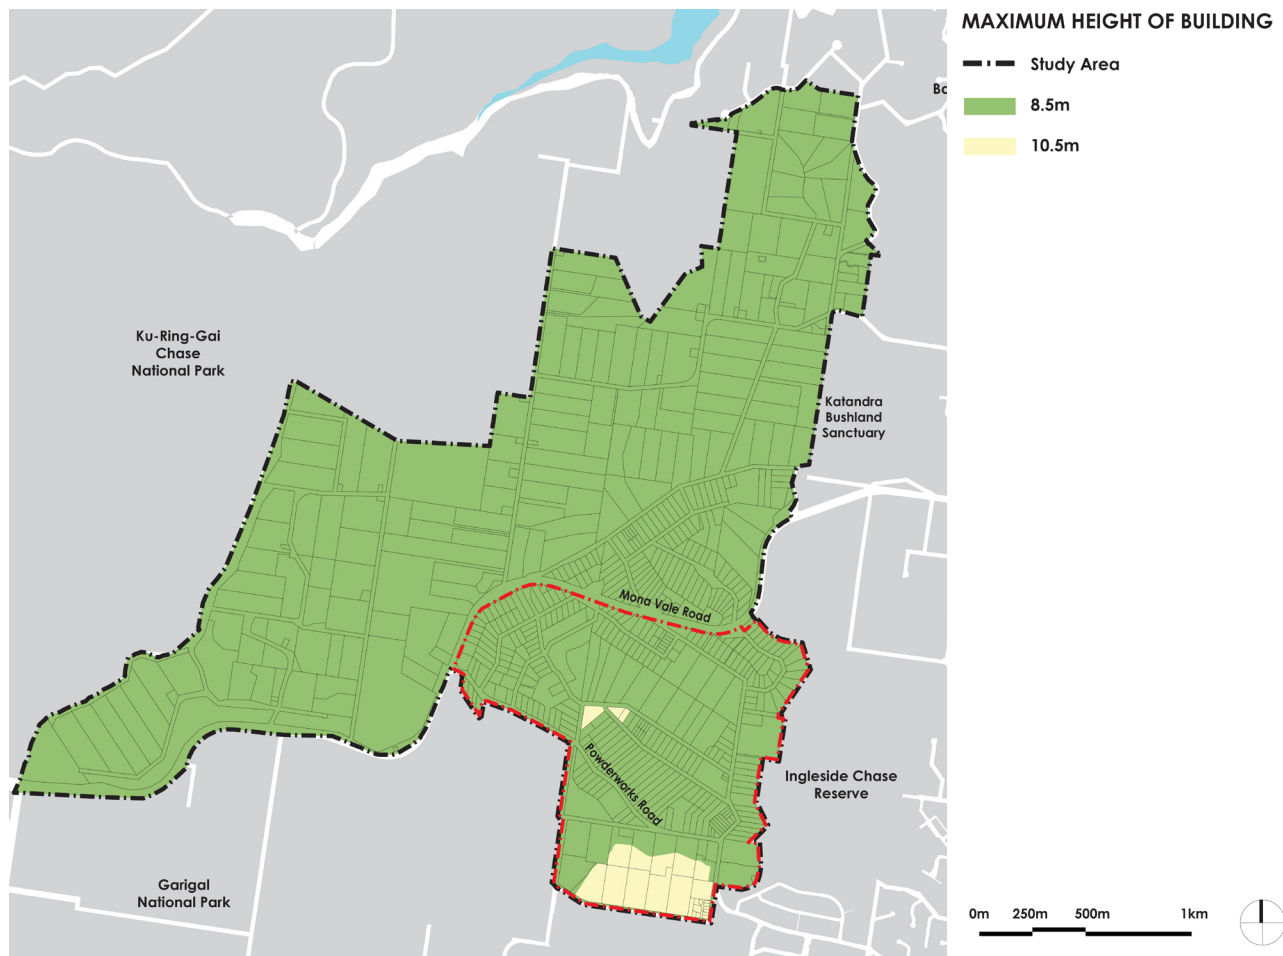 MAXIMUM HEIGHT OF BUILDING
Study Area
8.5m
10.5m
Bo
Ku-Ring-Gai
Chase
National Park
Katandra
Bushland
Sanctuary
Mona Vale Road
Powderworks Road
Ingleside Chase
Reserve
Garigal
National Park
0m 250m 500m 1km